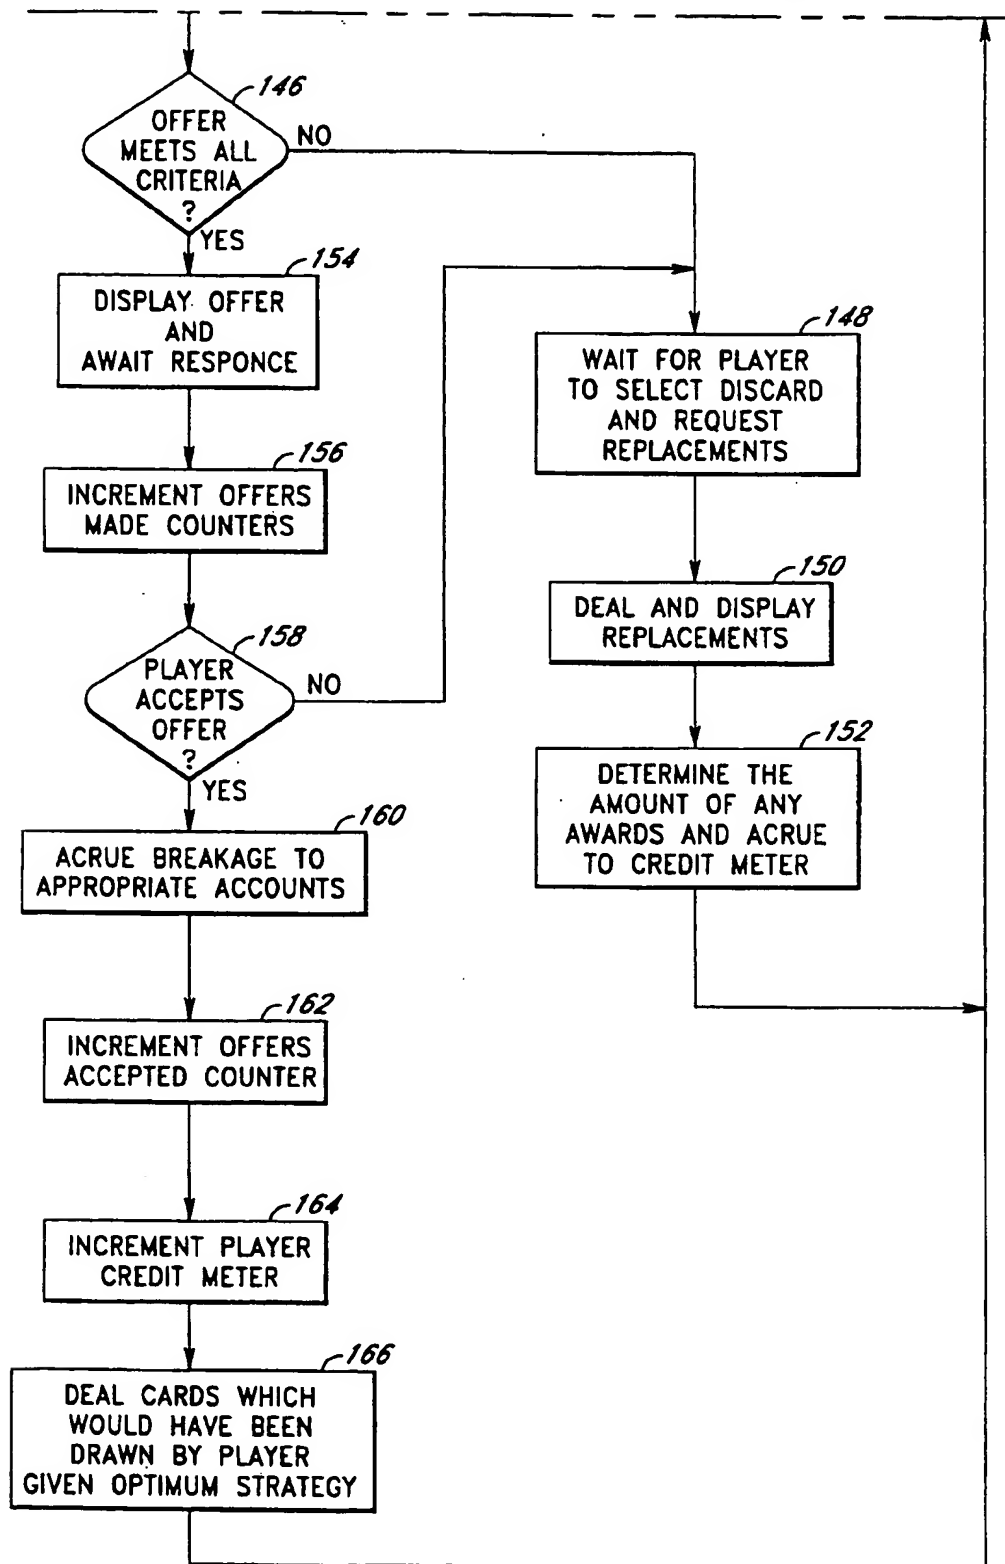 146
OFFER
MEETS ALL
CRITERIA
?
NO
YES
154
DISPLAY OFFER
AND
AWAIT RESPONCE
156
INCREMENT OFFERS
MADE COUNTERS
158
PLAYER
ACCEPTS
OFFER
?
NO
YES
160
ACRUE BREAKAGE TO
APPROPRIATE ACCOUNTS
162
INCREMENT OFFERS
ACCEPTED COUNTER
164
INCREMENT PLAYER
CREDIT METER
166
DEAL CARDS WHICH
WOULD HAVE BEEN
DRAWN BY PLAYER
GIVEN OPTIMUM STRATEGY
148
WAIT FOR PLAYER
TO SELECT DISCARD
AND REQUEST
REPLACEMENTS
150
DEAL AND DISPLAY
REPLACEMENTS
152
DETERMINE THE
AMOUNT OF ANY
AWARDS AND ACRUE
TO CREDIT METER